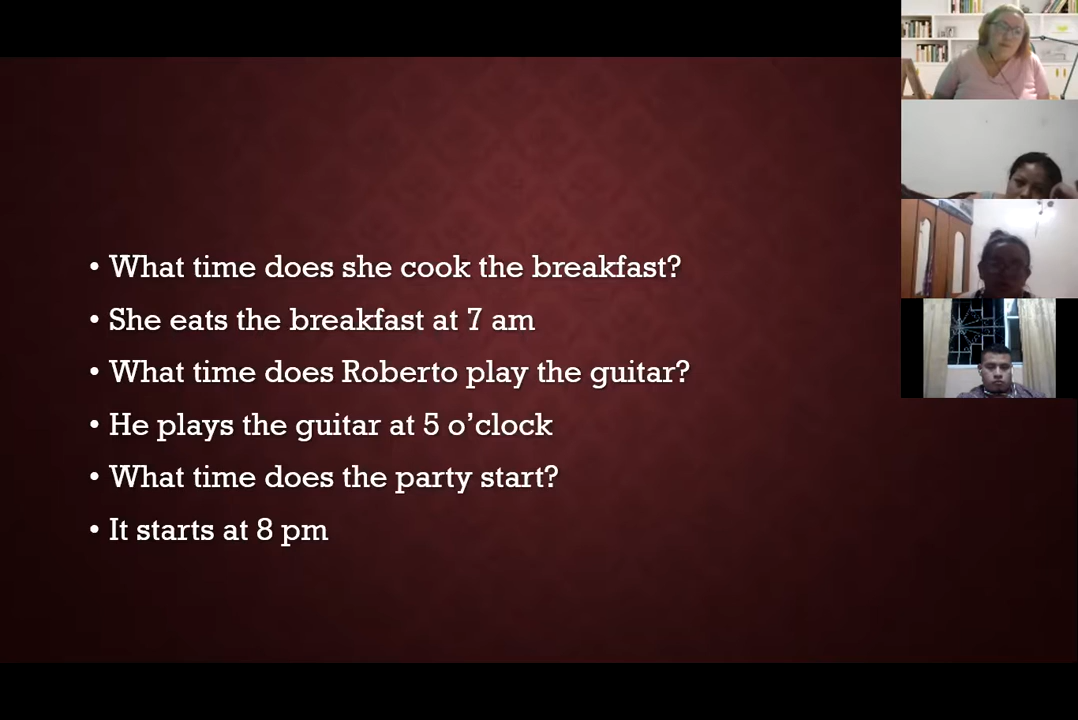 • What time does she cook the breakfast?
• She eats the breakfast at 7 am
• What time does Roberto play the guitar?
• He plays the guitar at 5 o’clock
• What time does the party start?
• It starts at 8 pm